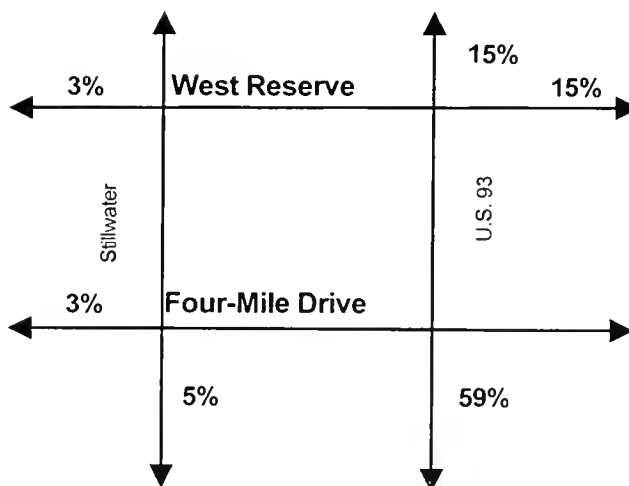 15%
3%
West Reserve
15%
Stillwater
U.S. 93
3%
Four-Mile Drive
5%
59%